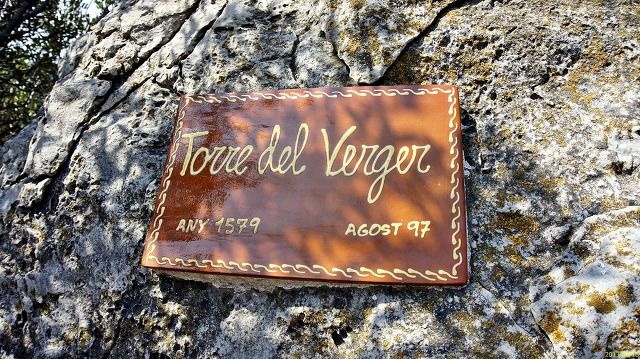 Torre del Verger
ANY 1579 AGOST 97